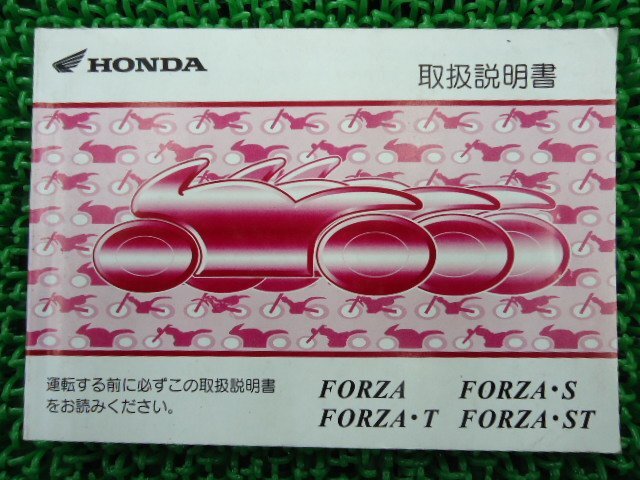 HONDA
取扱説明書
運転する前に必ずこの取扱説明書
をお読みください。
FORZA FORZA・S
FORZA・T FORZA・ST